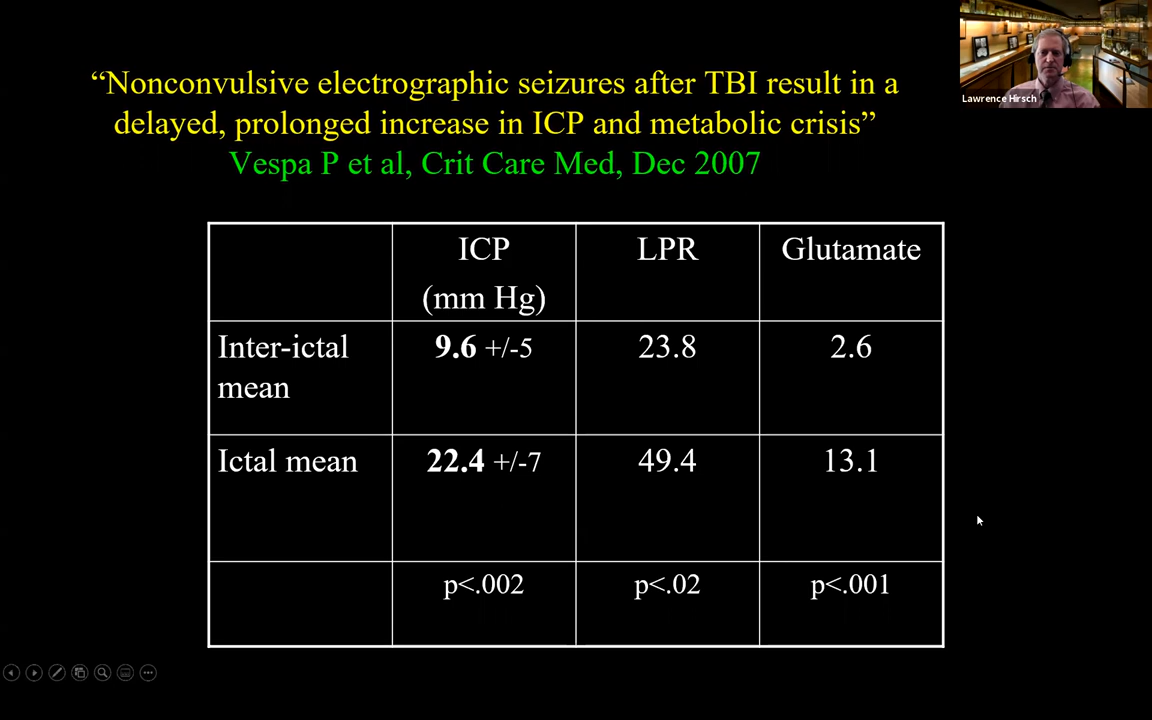 “Nonconvulsive electrographic seizures after TBI result in a
delayed, prolonged increase in ICP and metabolic crisis”
Vespa P et al, Crit Care Med, Dec 2007
Lawrence Hirsch
ICP
(mm Hg)
LPR
Glutamate
Inter-ictal
mean
9.6 +/-5
23.8
2.6
Ictal mean
22.4 +/-7
49.4
13.1
p<.002
p<.02
p<.001